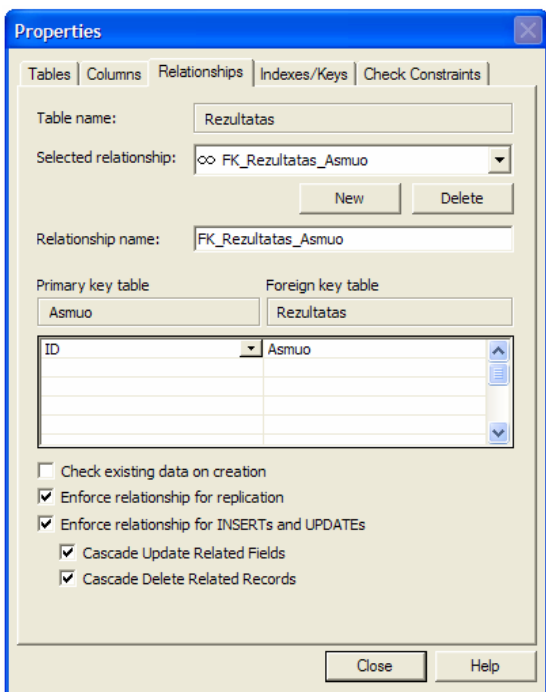 Properties
Tables Columns Relationships Indexes/Keys Check Constraints
Table name: Rezultatas
Selected relationship: FK_Rezultatas_Asmuo
New Delete
Relationship name: FK_Rezultatas_Asmuo
Primary key table Foreign key table
Asmuo Rezultatas
ID Asmuo
Check existing data on creation
Enforce relationship for replication
Enforce relationship for INSERTs and UPDATEs
Cascade Update Related Fields
Cascade Delete Related Records
Close Help